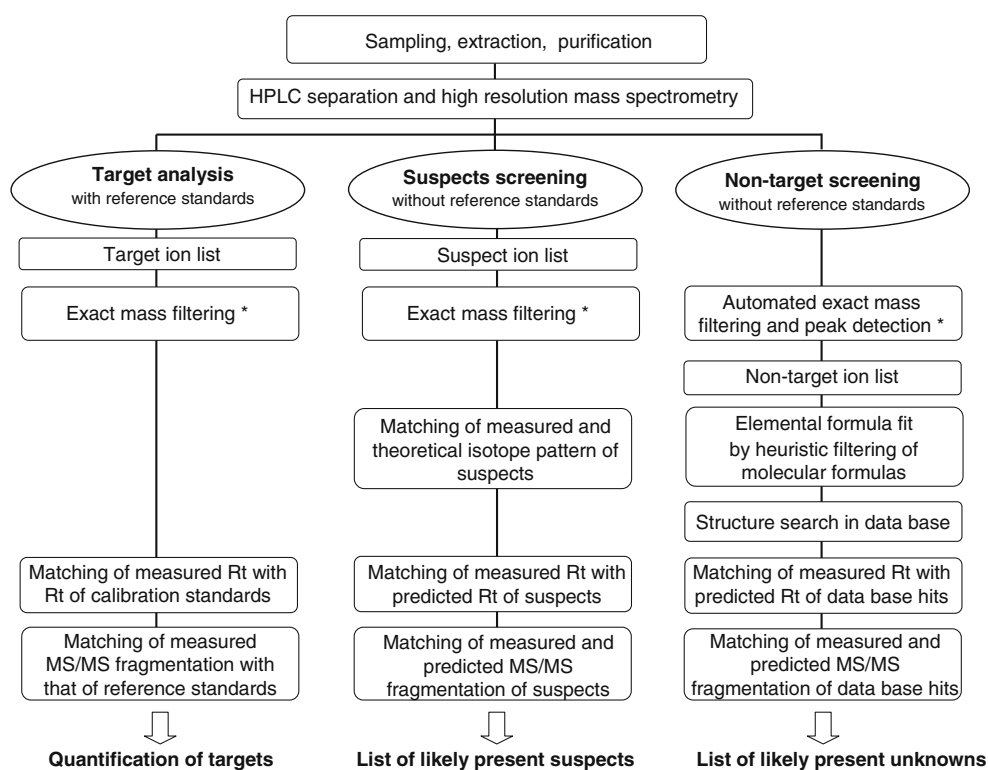 Sampling, extraction, purification
HPLC separation and high resolution mass spectrometry
Target analysis
with reference standards
Target ion list
Exact mass filtering *
Matching of measured Rt with
Rt of calibration standards
Matching of measured
MS/MS fragmentation with
that of reference standards
Quantification of targets
Suspects screening
without reference standards
Suspect ion list
Exact mass filtering *
Matching of measured and
theoretical isotope pattern of
suspects
Matching of measured Rt with
predicted Rt of suspects
Matching of measured and
predicted MS/MS
fragmentation of suspects
List of likely present suspects
Non-target screening
without reference standards
Automated exact mass
filtering and peak detection *
Non-target ion list
Elemental formula fit
by heuristic filtering of
molecular formulas
Structure search in data base
Matching of measured Rt with
predicted Rt of data base hits
Matching of measured and
predicted MS/MS
fragmentation of data base hits
List of likely present unknowns